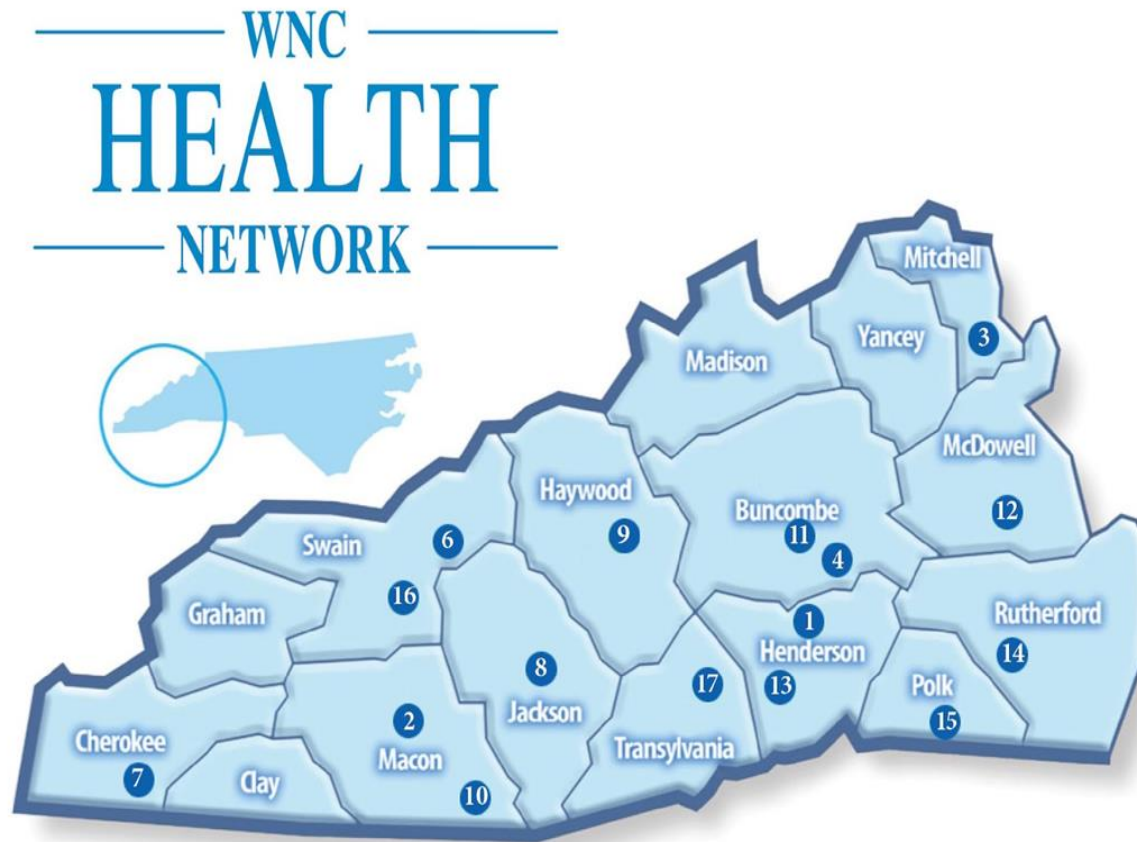 WNC
HEALTH
NETWORK
Mitchell
Yancey
3
Madison
McDowell
12
Haywood
9
Buncombe
11
4
Swain
6
16
Graham
Rutherford
14
1
Henderson
13
8
Jackson
17
Transylvania
Polk
15
Cherokee
7
Clay
2
Macon
10